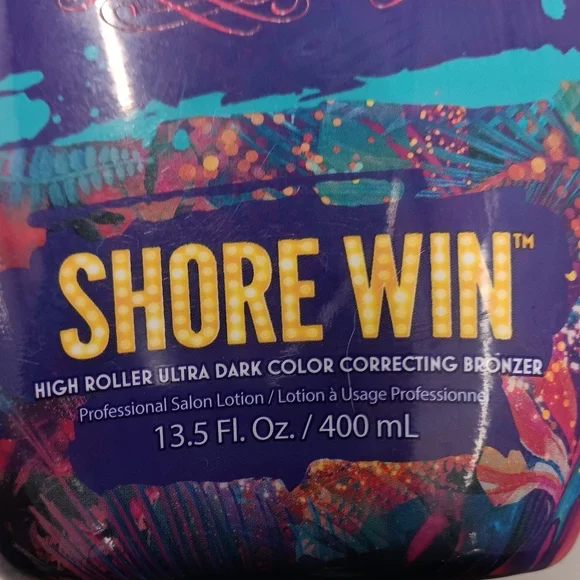 SHORE WIN™
HIGH ROLLER ULTRA DARK COLOR CORRECTING BRONZER
Professional Salon Lotion / Lotion à Usage Professionnel
13.5 Fl. Oz. / 400 mL